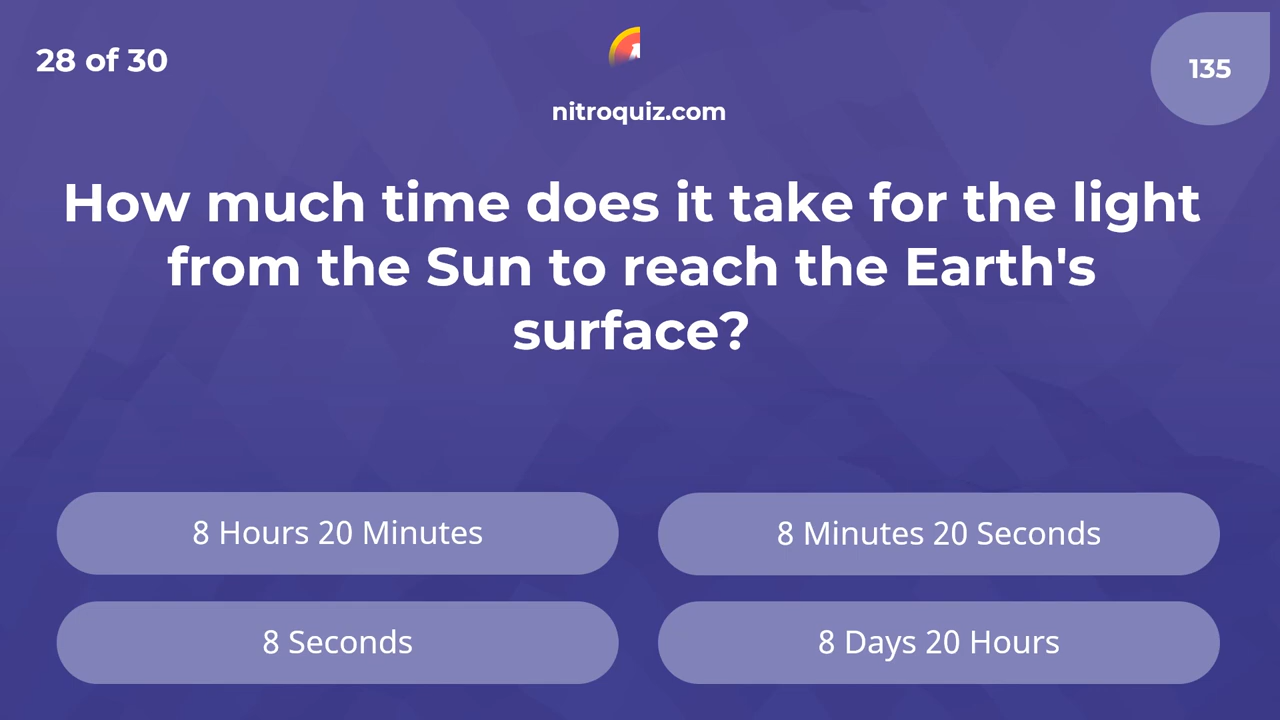 28 of 30
nitroquiz.com
135
How much time does it take for the light
from the Sun to reach the Earth's
surface?
8 Hours 20 Minutes
8 Minutes 20 Seconds
8 Seconds
8 Days 20 Hours